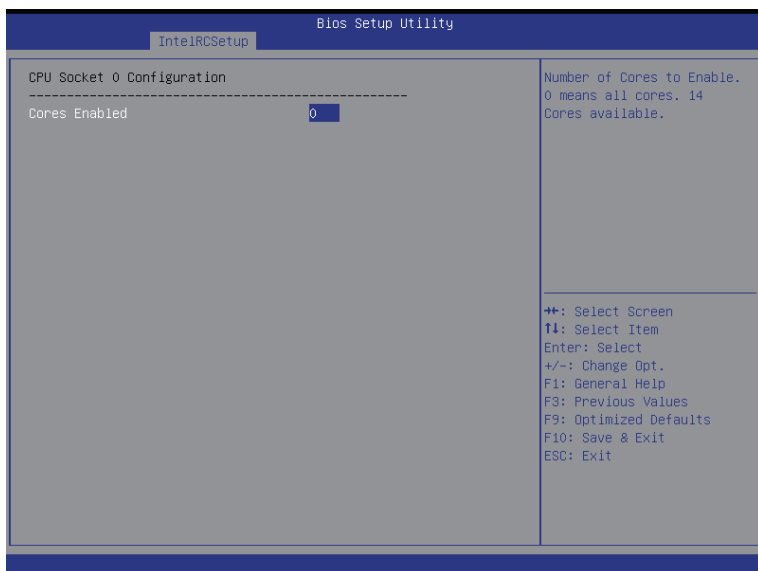 Bios Setup Utility
IntelRCSetup
CPU Socket 0 Configuration
--------------------------------------------------
Cores Enabled 0
Number of Cores to Enable.
0 means all cores. 14
Cores available.
→←: Select Screen
↑↓: Select Item
Enter: Select
+/-: Change Opt.
F1: General Help
F3: Previous Values
F9: Optimized Defaults
F10: Save & Exit
ESC: Exit